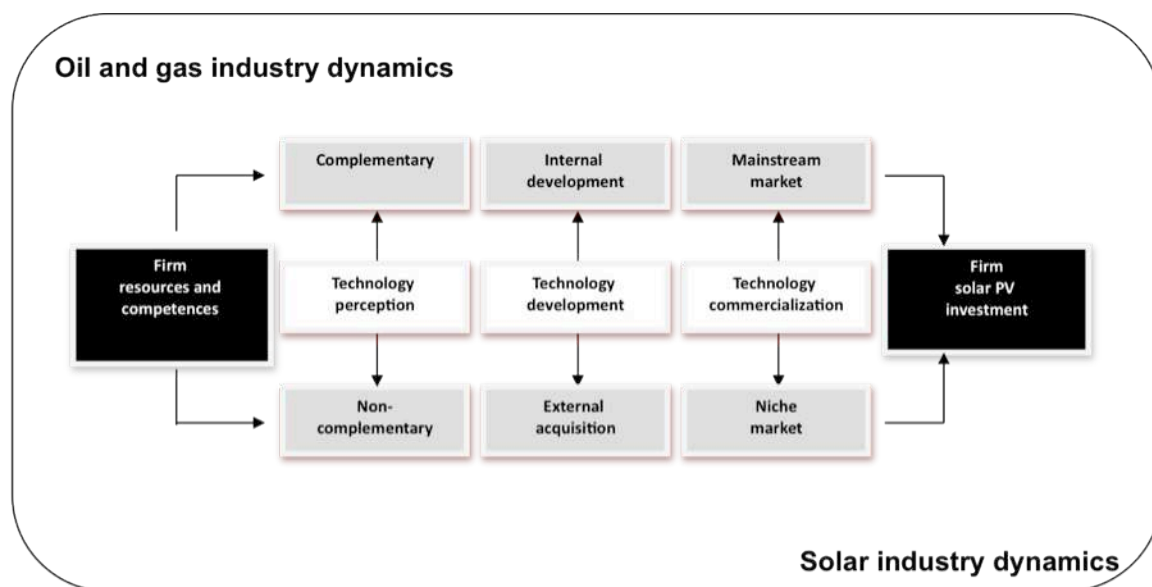 Oil and gas industry dynamics
Complementary
Internal
development
Mainstream
market
Firm
resources and
competences
Technology
perception
Technology
development
Technology
commercialization
Firm
solar PV
investment
Non-
complementary
External
acquisition
Niche
market
Solar industry dynamics